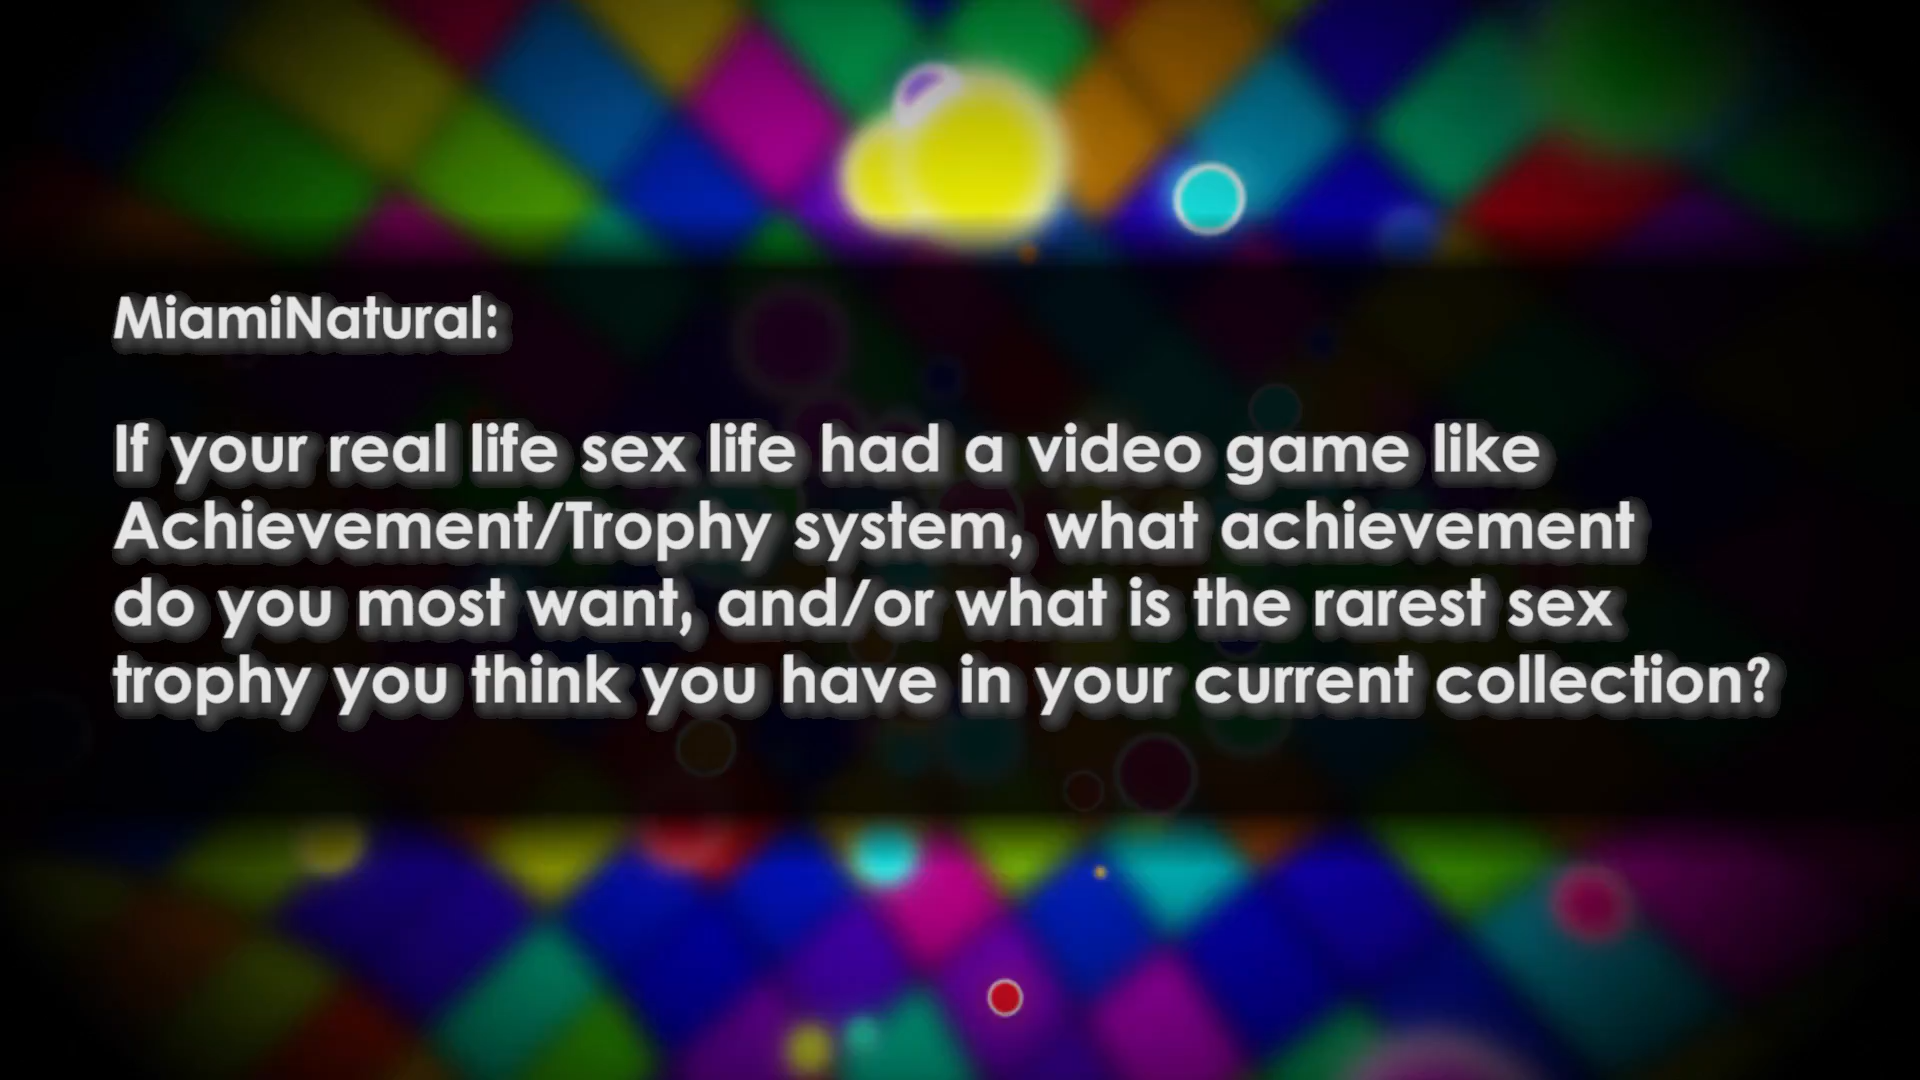 MiamiNatural:
If your real life sex life had a video game like
Achievement/Trophy system, what achievement
do you most want, and/or what is the rarest sex
trophy you think you have in your current collection?